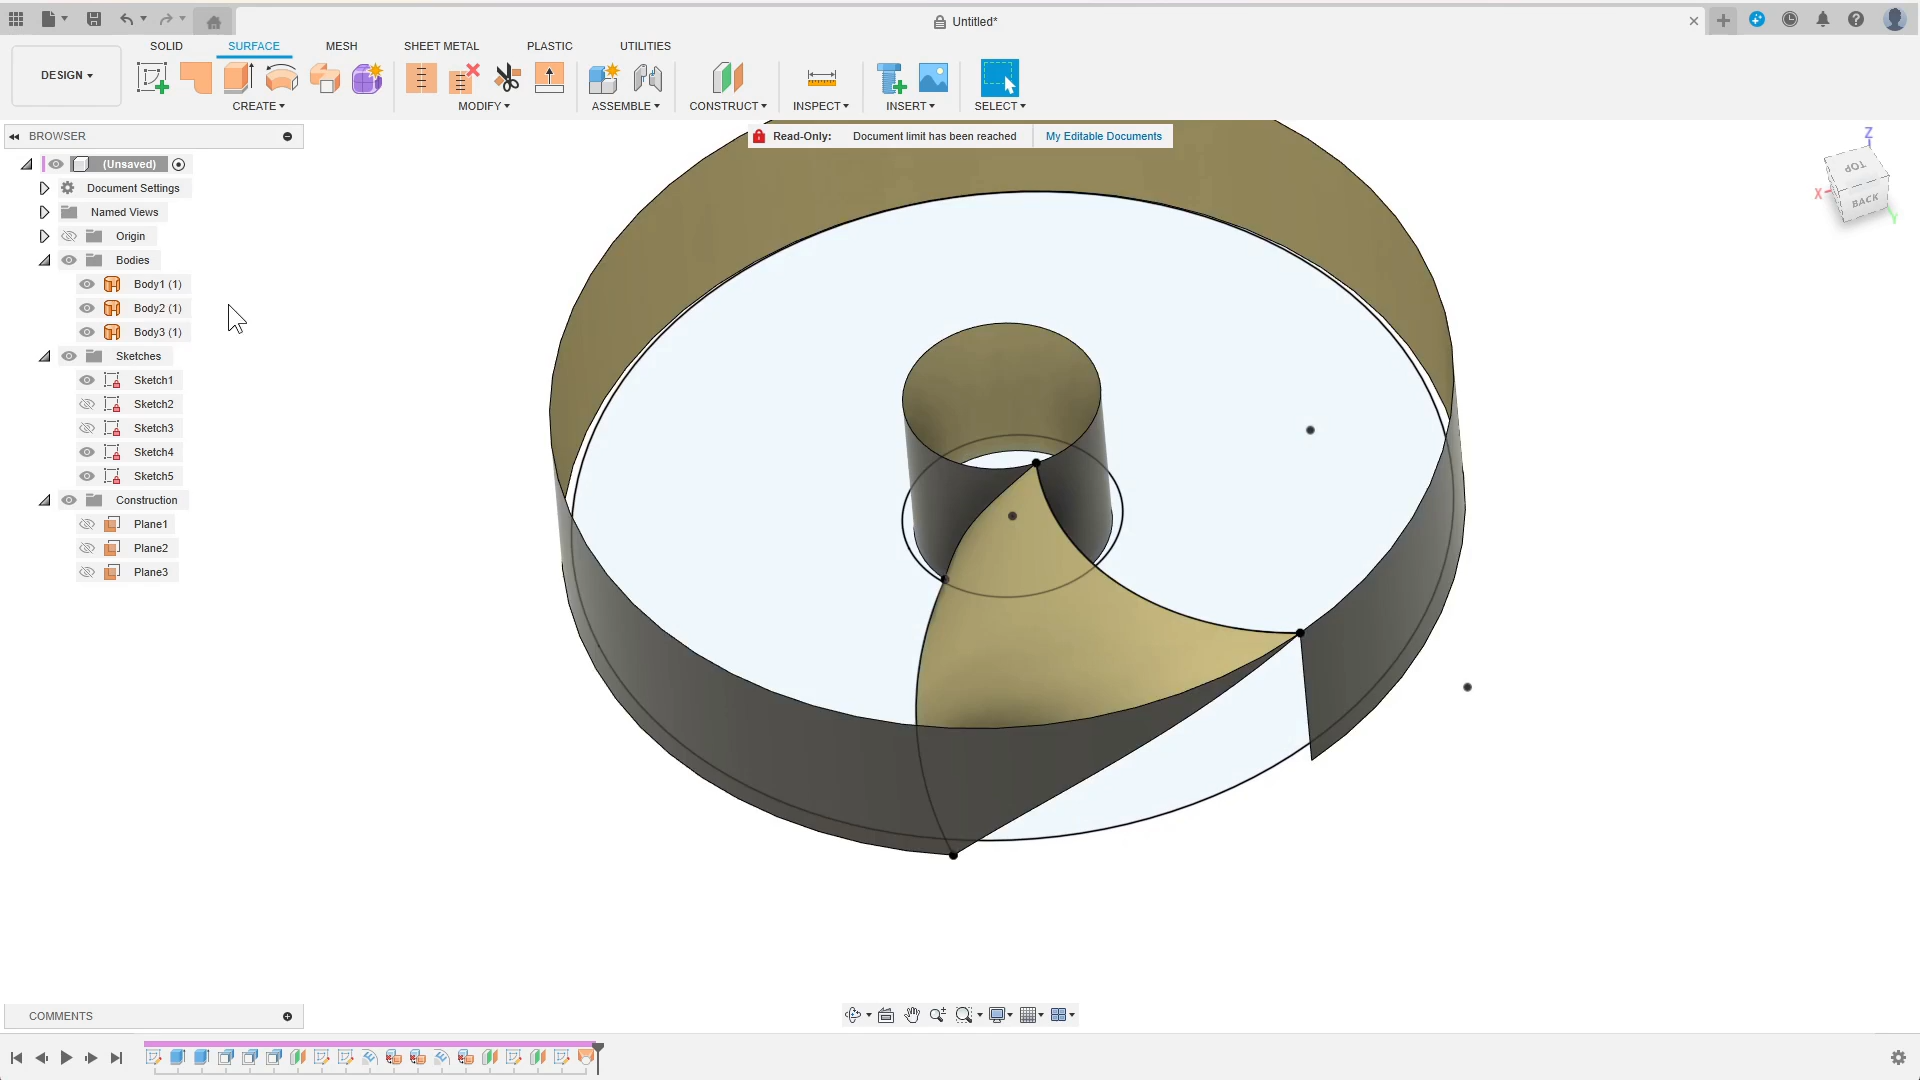 Untitled*
SOLID SURFACE MESH SHEET METAL PLASTIC UTILITIES
DESIGN
CREATE MODIFY ASSEMBLE CONSTRUCT INSPECT INSERT SELECT
Read-Only: Document limit has been reached My Editable Documents
BROWSER
(Unsaved)
Document Settings
Named Views
Origin
Bodies
Body1 (1)
Body2 (1)
Body3 (1)
Sketches
Sketch1
Sketch2
Sketch3
Sketch4
Sketch5
Construction
Plane1
Plane2
Plane3
Z
TOP
X
BACK
Y
COMMENTS